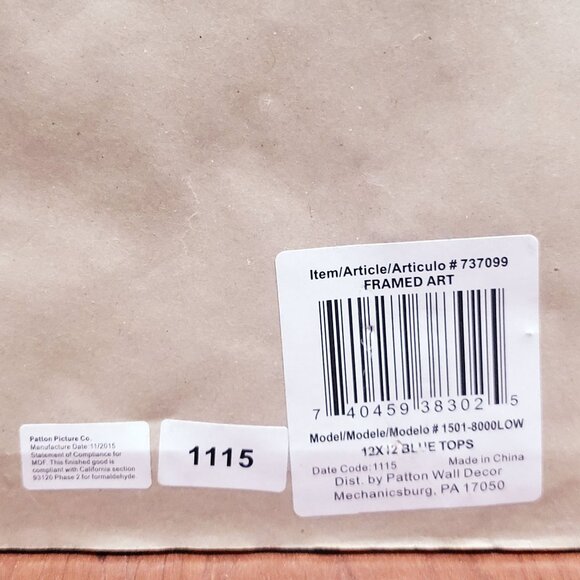 Item/Article/Articulo # 737099
FRAMED ART
7 40459 38302 5
Model/Modele/Modelo # 1501-8000LOW
12X12 BLUE TOPS
Date Code: 1115 Made in China
Dist. by Patton Wall Decor
Mechanicsburg, PA 17050
Patton Picture Co.
Manufacture Date:11/2015
Statement of Compliance for
MDF. This finished good is
compliant with California section
93120 Phase 2 for formaldehyde.
1115